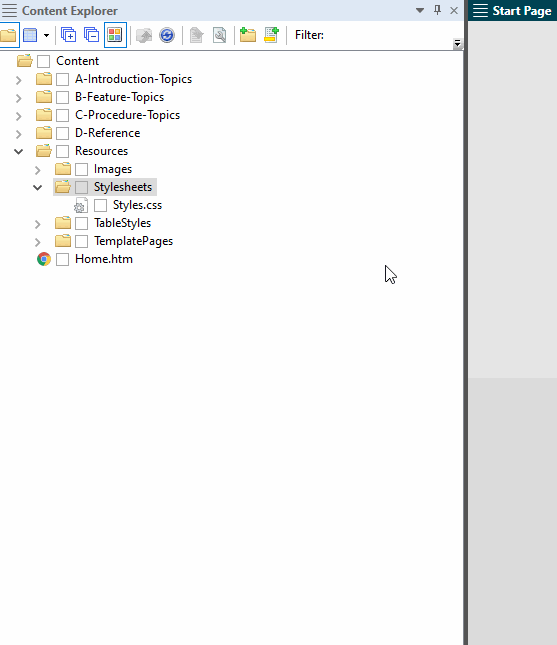 Content Explorer
Start Page
Filter:
Content
A-Introduction-Topics
B-Feature-Topics
C-Procedure-Topics
D-Reference
Resources
Images
Stylesheets
Styles.css
TableStyles
TemplatePages
Home.htm